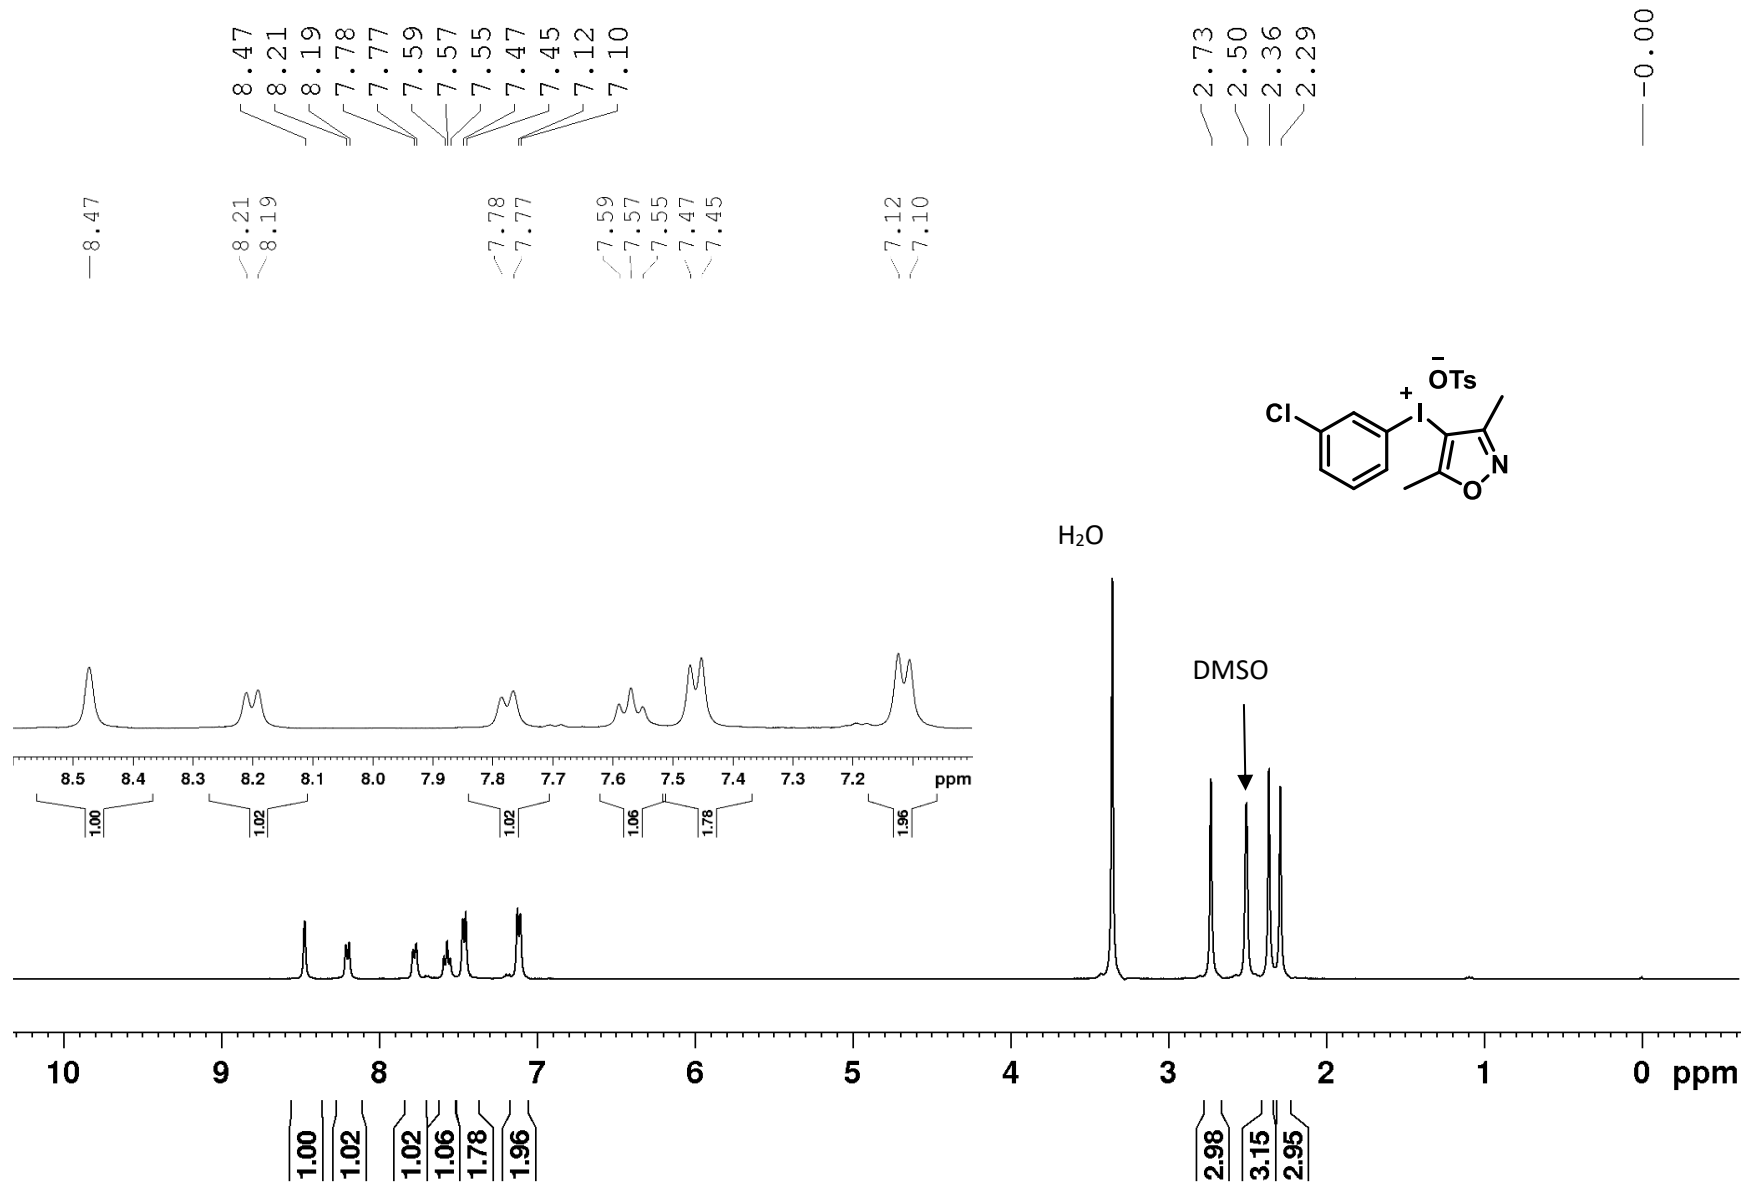 8.47 8.21 8.19 7.78 7.77 7.59 7.57 7.55 7.47 7.45 7.12 7.10 2.73 2.50 2.36 2.29 -0.00
8.47 8.21 8.19 7.78 7.77 7.59 7.57 7.55 7.47 7.45 7.12 7.10
−
OTs
+
Cl I
N
O
H₂O
DMSO
8.5 8.4 8.3 8.2 8.1 8.0 7.9 7.8 7.7 7.6 7.5 7.4 7.3 7.2 ppm
1.00 1.02 1.02 1.06 1.78 1.96
10 9 8 7 6 5 4 3 2 1 0 ppm
1.00 1.02 1.02 1.06 1.78 1.96 2.98 3.15 2.95